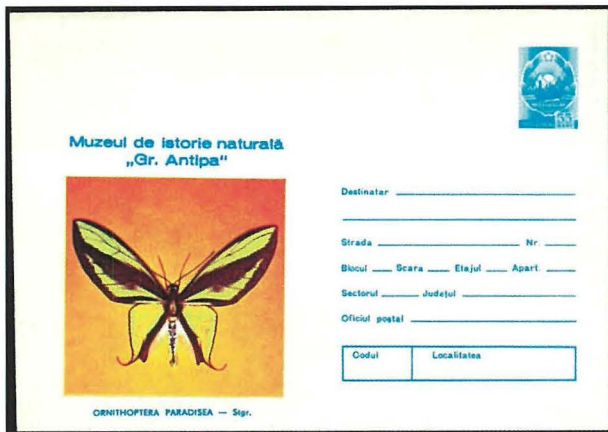 55
Muzeul de istorie naturală
„Gr. Antipa“
Destinatar
Strada Nr.
Blocul Scara Etajul Apart.
Sectorul Județul
Oficiul poștal
Codul Localitatea
ORNITHOPTERA PARADISEA — Stgr.